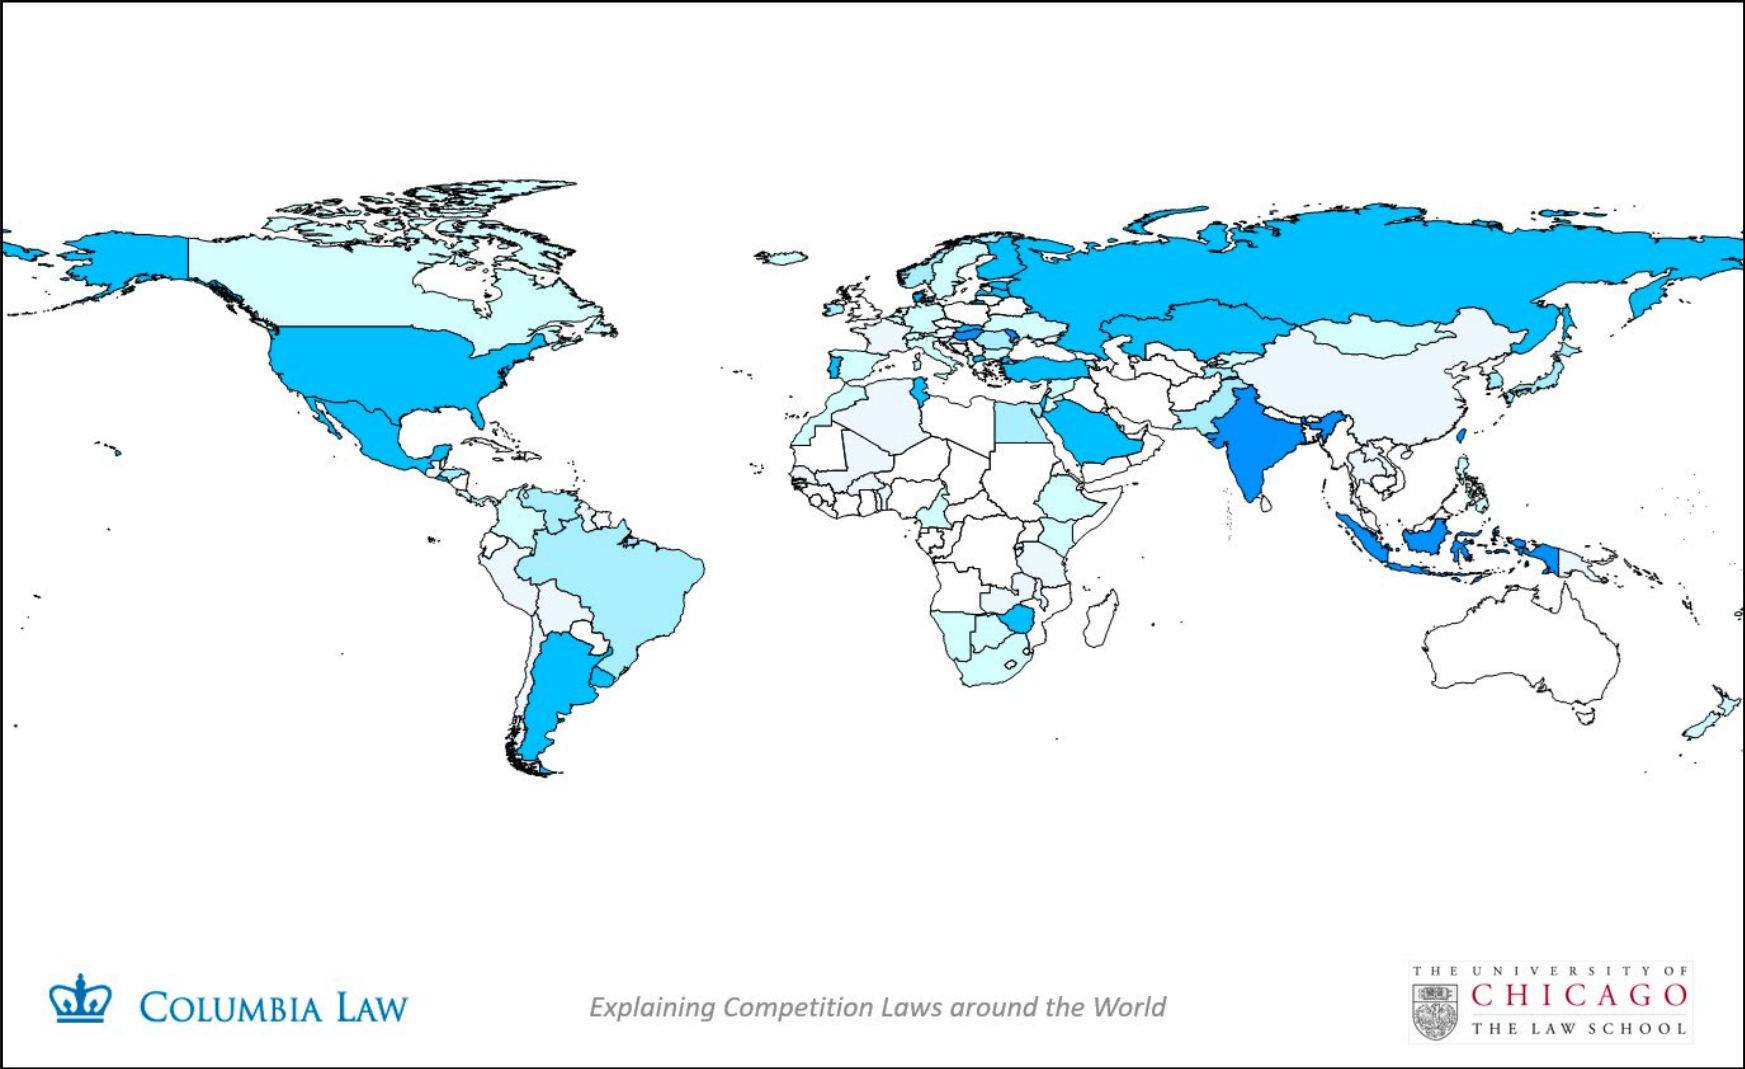 COLUMBIA LAW
Explaining Competition Laws around the World
THE UNIVERSITY OF
CHICAGO
THE LAW SCHOOL